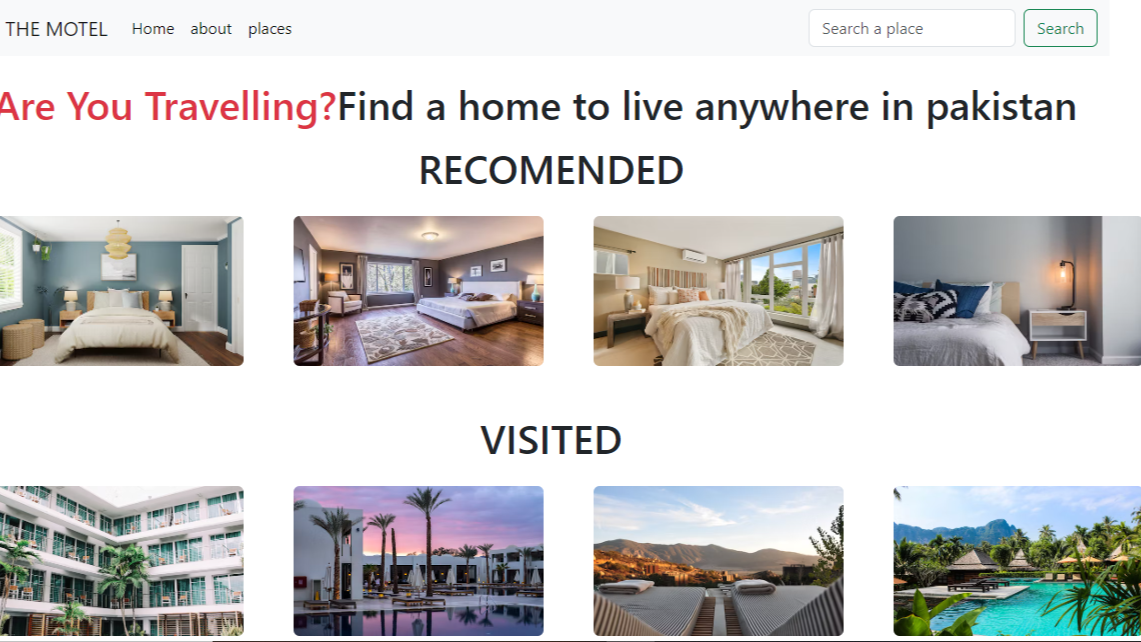 THE MOTEL Home about places Search a place Search
Are You Travelling?Find a home to live anywhere in pakistan
RECOMENDED
VISITED